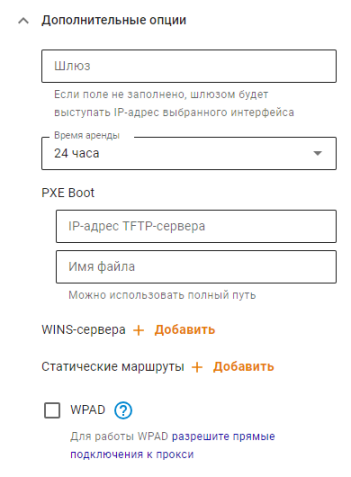 Дополнительные опции
Шлюз
Если поле не заполнено, шлюзом будет
выступать IP-адрес выбранного интерфейса
Время аренды
24 часа
PXE Boot
IP-адрес TFTP-сервера
Имя файла
Можно использовать полный путь
WINS-сервера + Добавить
Статические маршруты + Добавить
WPAD ?
Для работы WPAD разрешите прямые
подключения к прокси